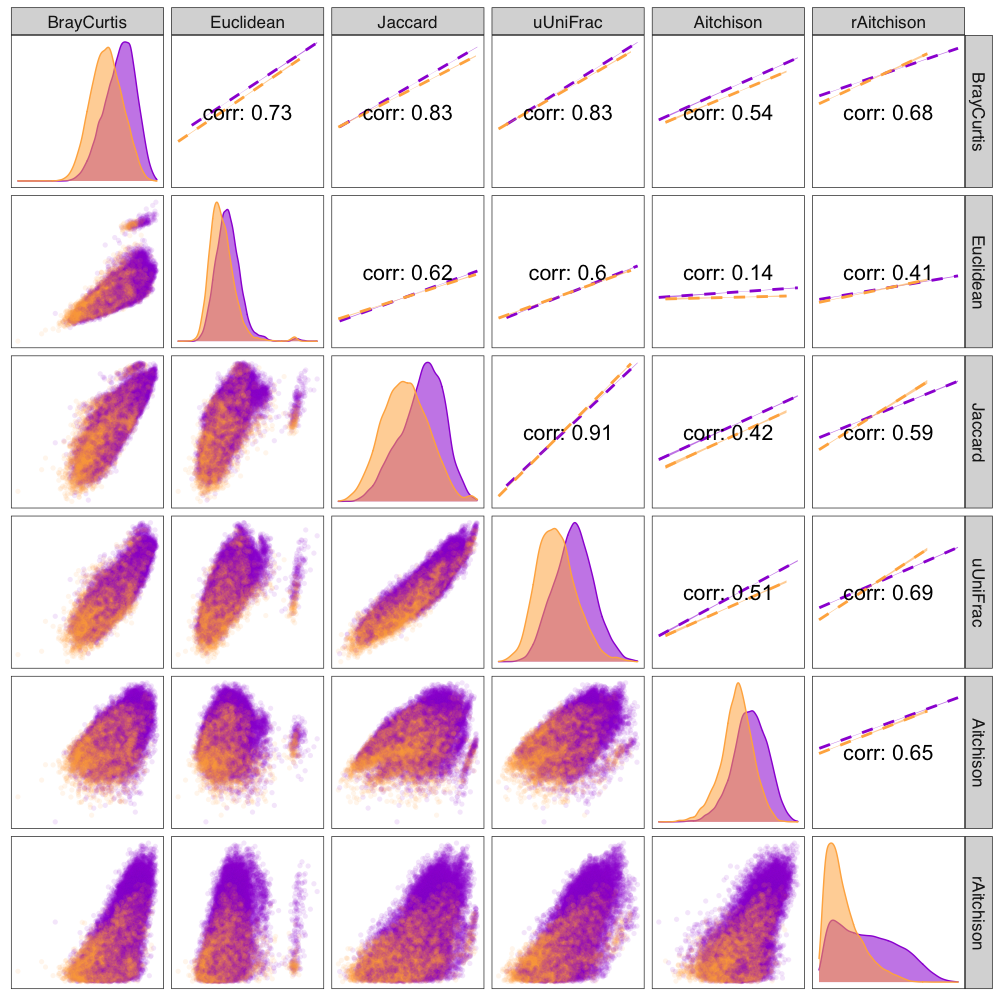 BrayCurtis Euclidean Jaccard uUniFrac Aitchison rAitchison
corr: 0.73 corr: 0.83 corr: 0.83 corr: 0.54 corr: 0.68 BrayCurtis
corr: 0.62 corr: 0.6 corr: 0.14 corr: 0.41 Euclidean
corr: 0.91 corr: 0.42 corr: 0.59 Jaccard
corr: 0.51 corr: 0.69 uUniFrac
corr: 0.65 Aitchison
rAitchison